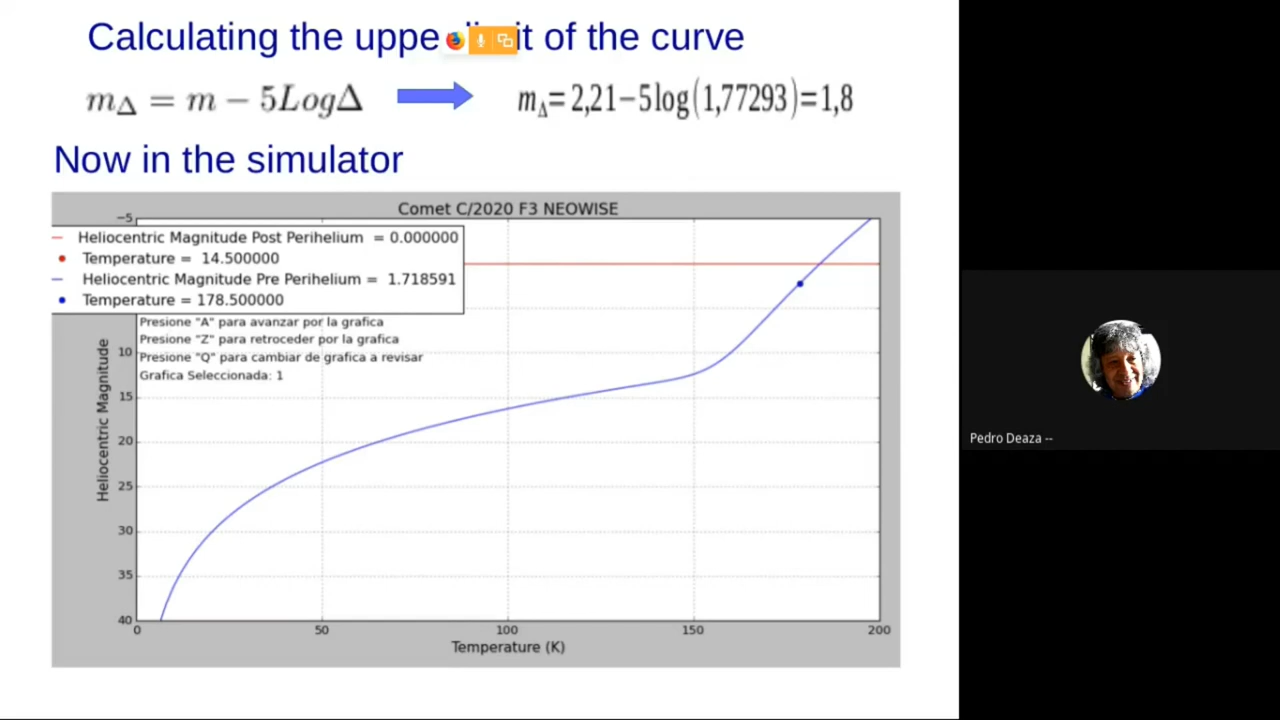 Calculating the uppe it of the curve
m_Δ = m − 5LogΔ
m_Δ= 2,21−5log(1,77293)=1,8
Now in the simulator
Comet C/2020 F3 NEOWISE
−5
Heliocentric Magnitude Post Perihelium = 0.000000
Temperature = 14.500000
Heliocentric Magnitude Pre Perihelium = 1.718591
Temperature = 178.500000
Presione "A" para avanzar por la grafica
Presione "Z" para retroceder por la grafica
Presione "Q" para cambiar de grafica a revisar
Grafica Seleccionada: 1
Heliocentric Magnitude
10
15
20
25
30
35
40
0 50 100 150 200
Temperature (K)
Pedro Deaza --